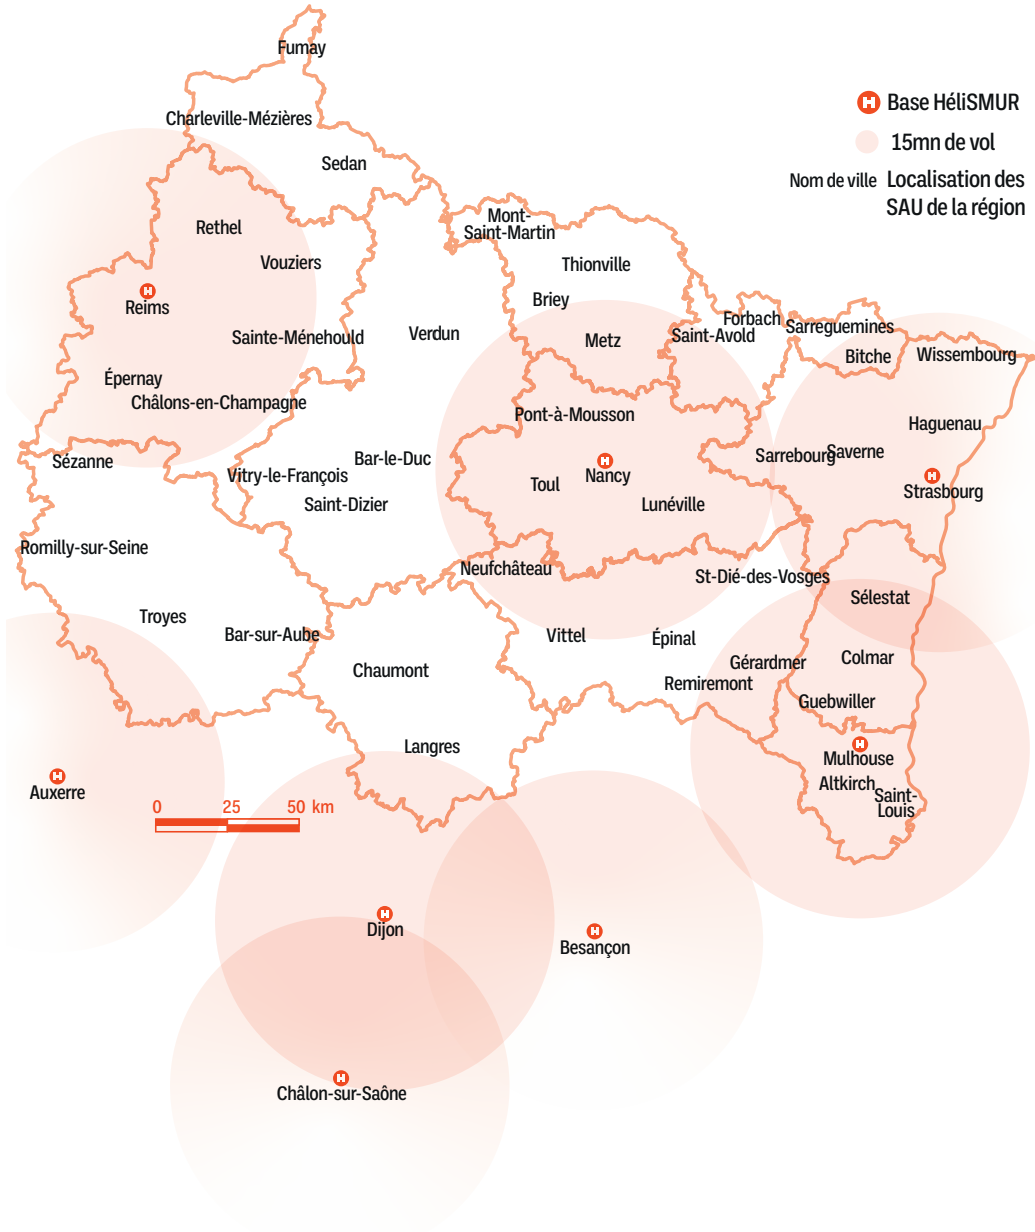 Fumay
Base HéliSMUR
Charleville-Mézières
15mn de vol
Sedan
Nom de ville
Localisation des
SAU de la région
Mont-
Saint-Martin
Rethel
Vouziers
Thionville
Briey
Reims
Forbach
Sarreguemines
Sainte-Ménehould
Verdun
Metz
Saint-Avold
Bitche
Wissembourg
Épernay
Châlons-en-Champagne
Pont-à-Mousson
Haguenau
Sézanne
Bar-le-Duc
Sarrebourg
Saverne
Vitry-le-François
Nancy
Toul
Strasbourg
Saint-Dizier
Lunéville
Romilly-sur-Seine
Neufchâteau
St-Dié-des-Vosges
Sélestat
Troyes
Bar-sur-Aube
Vittel
Épinal
Colmar
Gérardmer
Chaumont
Remiremont
Guebwiller
Langres
Mulhouse
Altkirch
Saint-
Louis
Auxerre
0 25 50 km
Dijon
Besançon
Châlon-sur-Saône